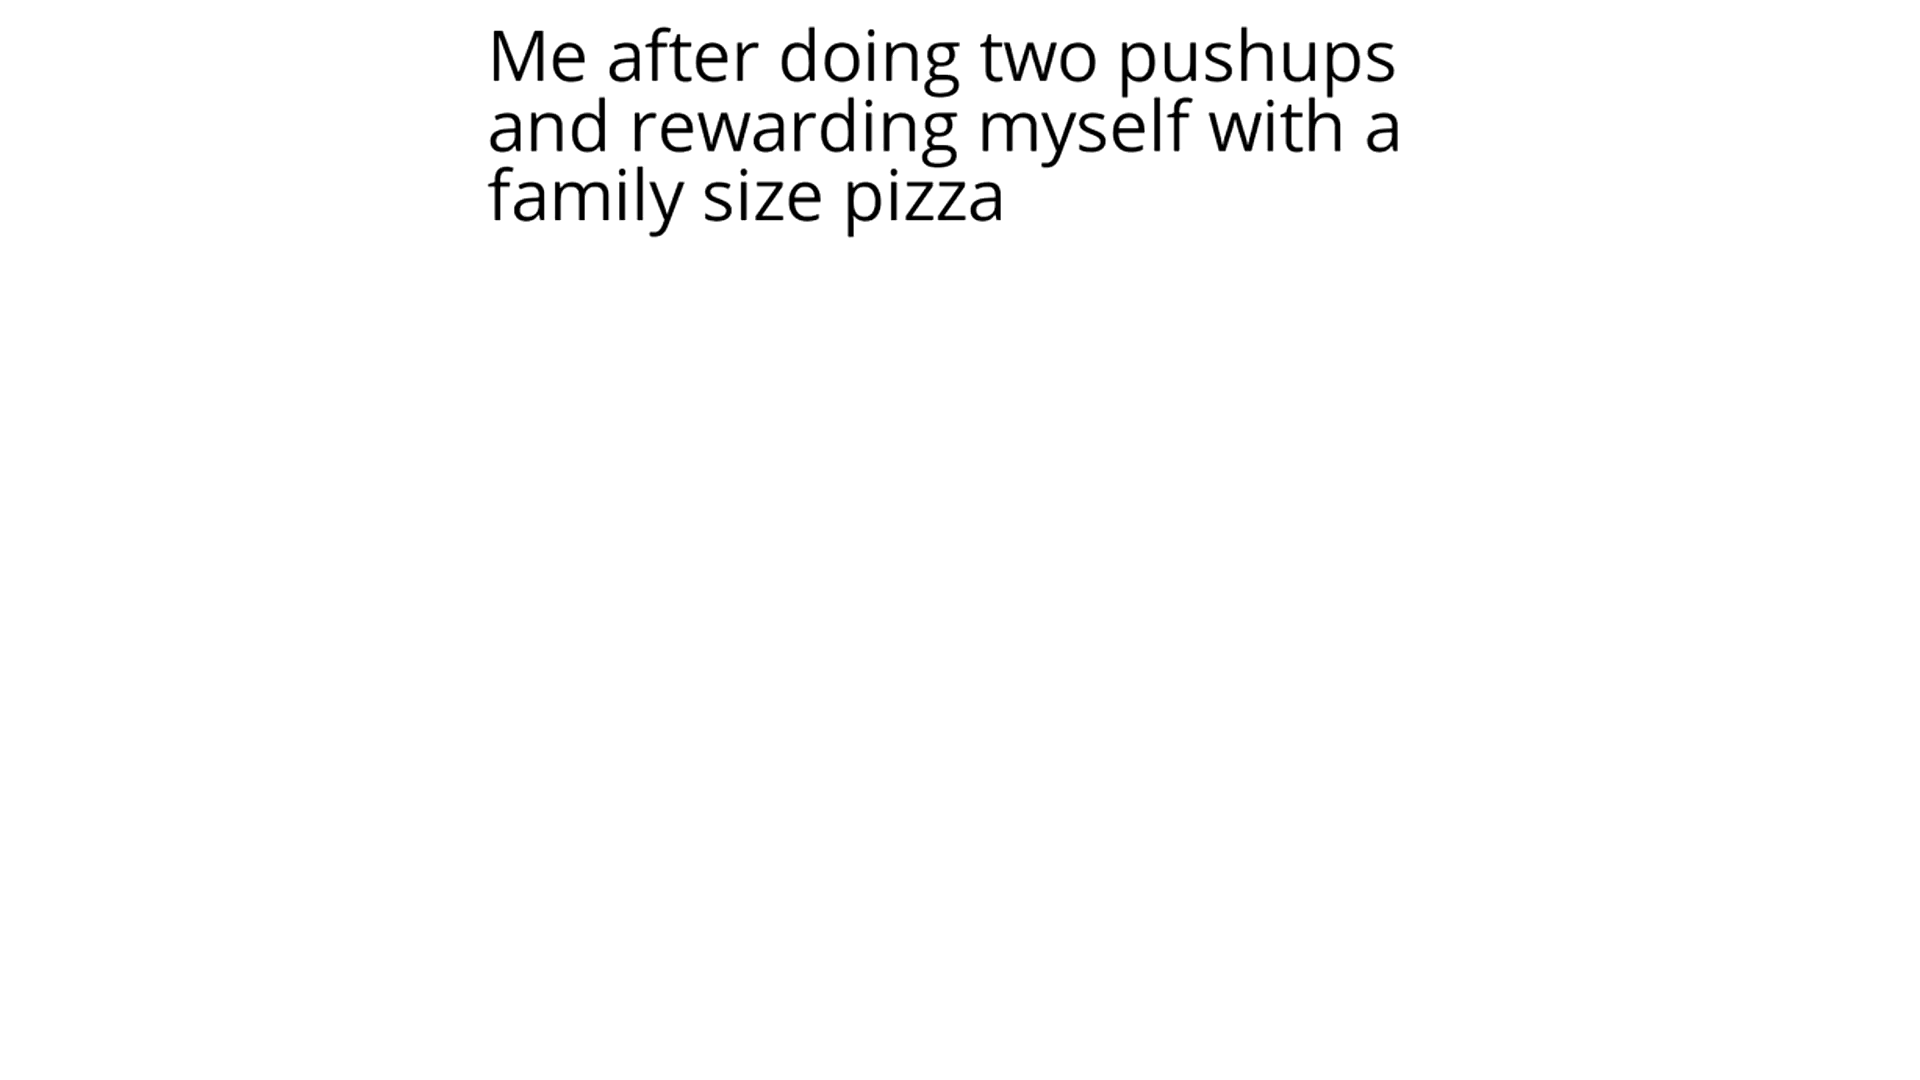 Me after doing two pushups
and rewarding myself with a
family size pizza